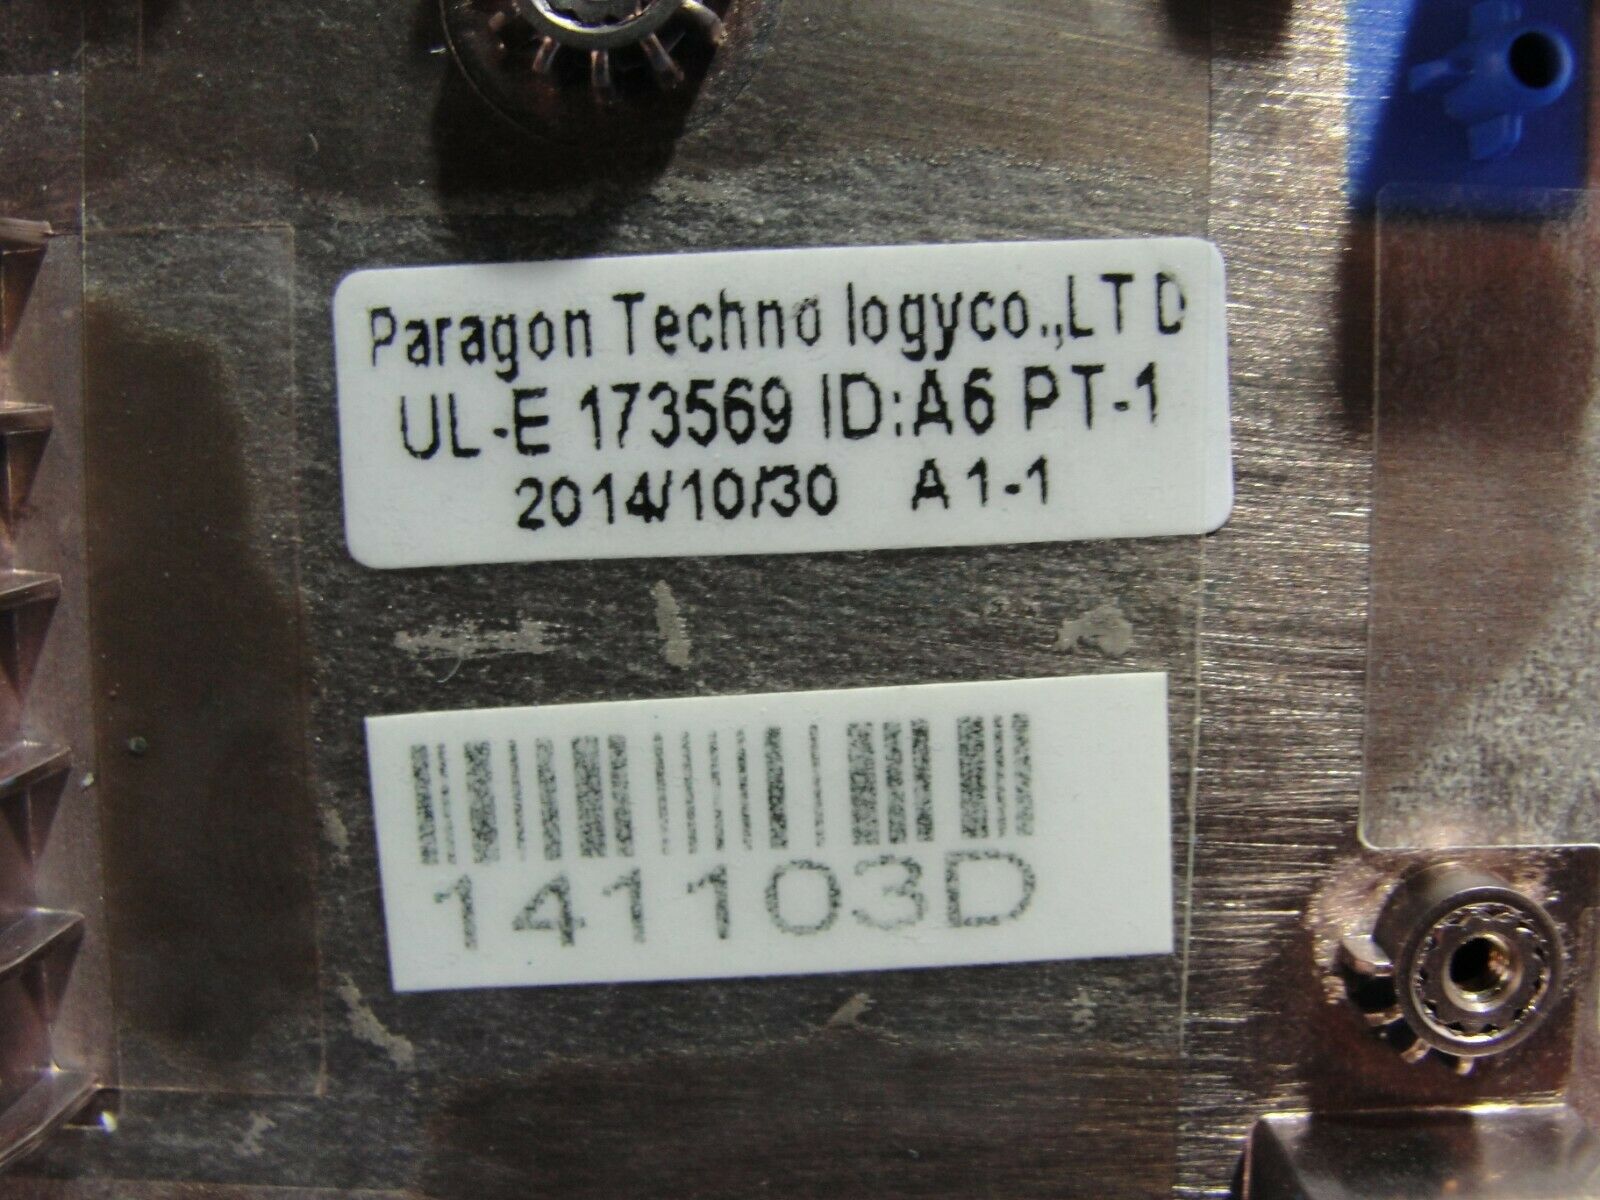 Paragon Techno logyco.,LT D
UL-E 173569 ID:A6 PT-1
2014/10/30 A1-1
141103D